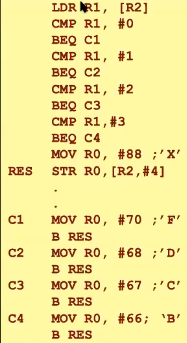 LDR R1, [R2]
CMP R1, #0
BEQ C1
CMP R1, #1
BEQ C2
CMP R1, #2
BEQ C3
CMP R1,#3
BEQ C4
MOV R0, #88 ;'X'
RES STR R0,[R2,#4]
.
.
C1 MOV R0, #70 ;'F'
B RES
C2 MOV R0, #68 ;'D'
B RES
C3 MOV R0, #67 ;'C'
B RES
C4 MOV R0, #66; ‘B'
B RES